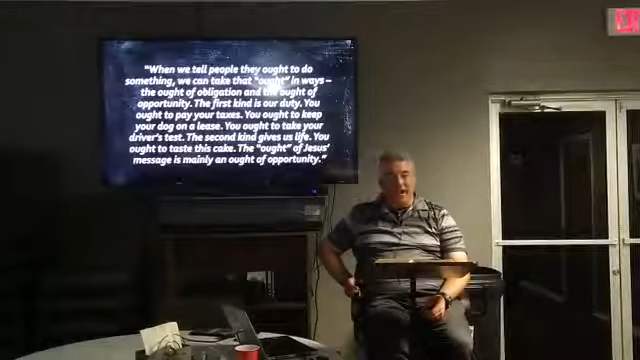 "When we tell people they ought to do
something, we can take that "ought" in ways –
the ought of obligation and the ought of
opportunity. The first kind is our duty. You
ought to pay your taxes. You ought to keep
your dog on a lease. You ought to take your
driver's test. The second kind gives us life. You
ought to taste this cake. The "ought" of Jesus'
message is mainly an ought of opportunity."